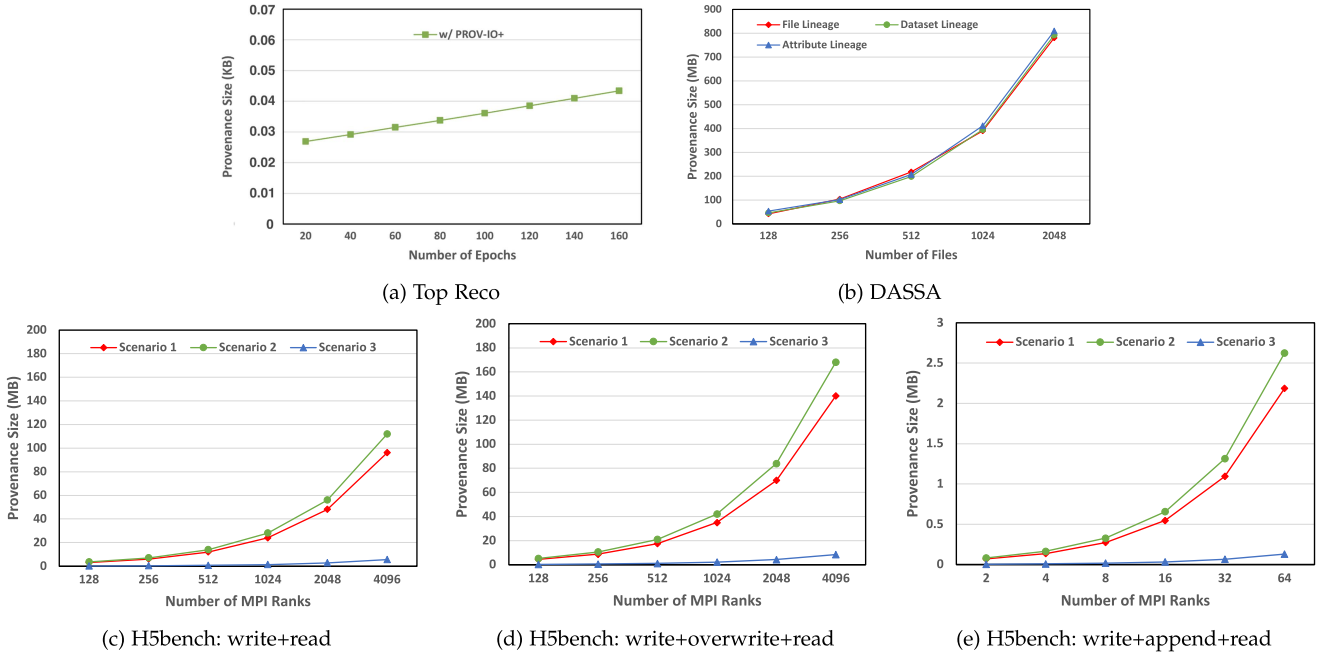 0.07
0.06
0.05
0.04
0.03
0.02
0.01
0
Provenance Size (KB)
w/ PROV-IO+
20 40 60 80 100 120 140 160
Number of Epochs
(a) Top Reco
900
800
700
600
500
400
300
200
100
0
Provenance Size (MB)
File Lineage Dataset Lineage
Attribute Lineage
128 256 512 1024 2048
Number of Files
(b) DASSA
200
180
160
140
120
100
80
60
40
20
0
Provenance Size (MB)
Scenario 1 Scenario 2 Scenario 3
128 256 512 1024 2048 4096
Number of MPI Ranks
(c) H5bench: write+read
200
180
160
140
120
100
80
60
40
20
0
Provenance Size (MB)
Scenario 1 Scenario 2 Scenario 3
128 256 512 1024 2048 4096
Number of MPI Ranks
(d) H5bench: write+overwrite+read
3
2.5
2
1.5
1
0.5
0
Provenance Size (MB)
Scenario 1 Scenario 2 Scenario 3
2 4 8 16 32 64
Number of MPI Ranks
(e) H5bench: write+append+read